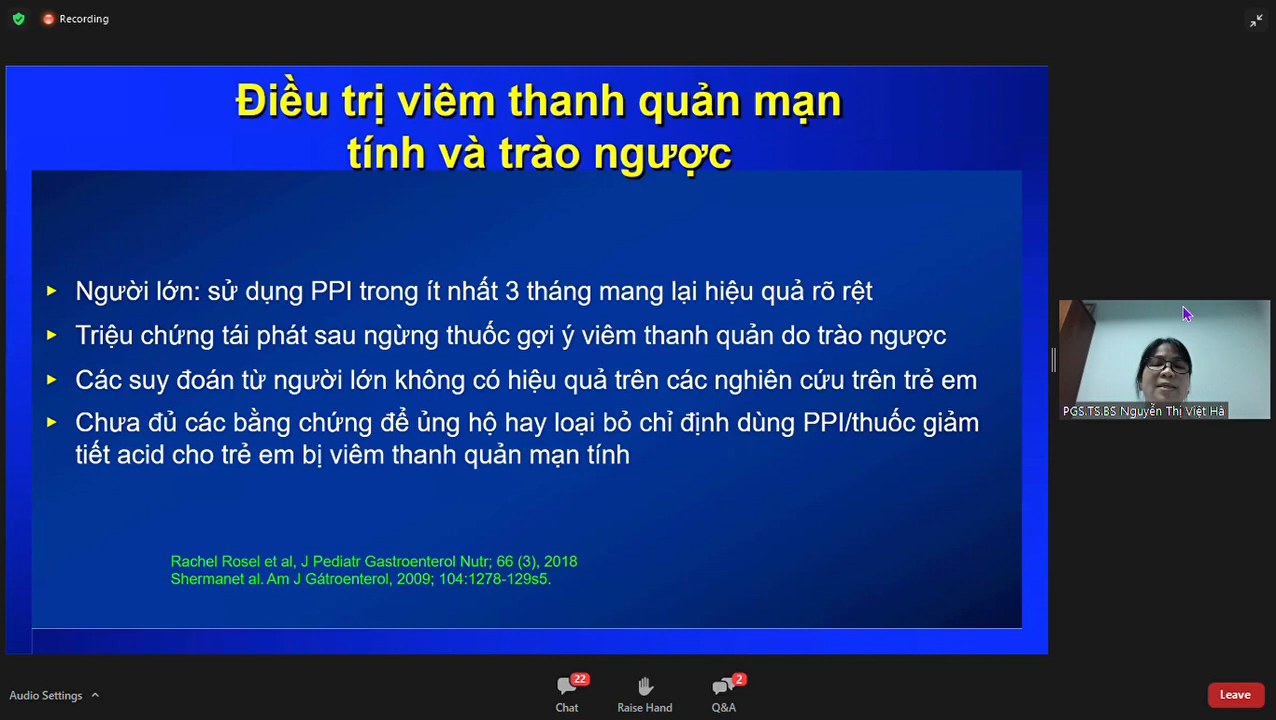 Recording
Điều trị viêm thanh quản mạn
tính và trào ngược
Người lớn: sử dụng PPI trong ít nhất 3 tháng mang lại hiệu quả rõ rệt
Triệu chứng tái phát sau ngừng thuốc gợi ý viêm thanh quản do trào ngược
Các suy đoán từ người lớn không có hiệu quả trên các nghiên cứu trên trẻ em
Chưa đủ các bằng chứng để ủng hộ hay loại bỏ chỉ định dùng PPI/thuốc giảm
tiết acid cho trẻ em bị viêm thanh quản mạn tính
Rachel Rosel et al, J Pediatr Gastroenterol Nutr; 66 (3), 2018
Shermanet al. Am J Gátroenterol, 2009; 104:1278-129s5.
PGS.TS.BS Nguyễn Thị Việt Hà
Audio Settings
22
Chat
Raise Hand
2
Q&A
Leave